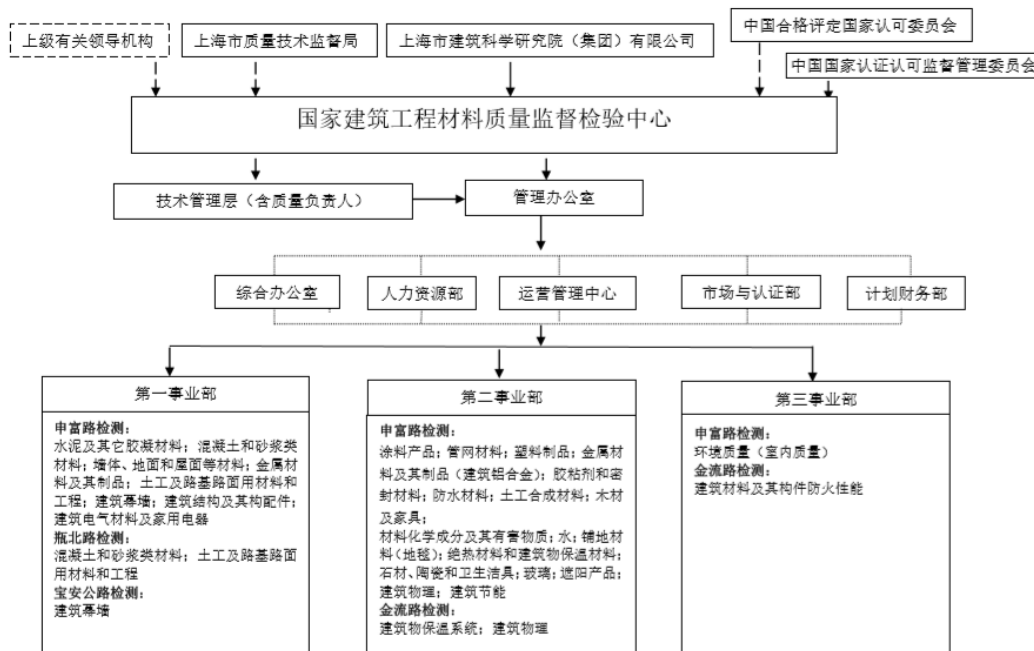 上级有关领导机构
上海市质量技术监督局
上海市建筑科学研究院（集团）有限公司
中国合格评定国家认可委员会
中国国家认证认可监督管理委员会
国家建筑工程材料质量监督检验中心
技术管理层（含质量负责人）
管理办公室
综合办公室
人力资源部
运营管理中心
市场与认证部
计划财务部
第一事业部
申富路检测：
水泥及其它胶凝材料；混凝土和砂浆类
材料；墙体、地面和屋面等材料；金属材
料及其制品；土工及路基路面用材料和
工程；建筑幕墙；建筑结构及其构配件；
建筑电气材料及家用电器
瓶北路检测：
混凝土和砂浆类材料；土工及路基路面
用材料和工程
宝安公路检测：
建筑幕墙
第二事业部
申富路检测：
涂料产品；管网材料；塑料制品；金属材
料及其制品（建筑铝合金）；胶粘剂和密
封材料；防水材料；土工合成材料；木材
及家具；
材料化学成分及其有害物质；水；铺地材
料（地毯）；绝热材料和建筑物保温材料；
石材、陶瓷和卫生洁具；玻璃；遮阳产品；
建筑物理；建筑节能
金流路检测：
建筑物保温系统；建筑物理
第三事业部
申富路检测：
环境质量（室内质量）
金流路检测：
建筑材料及其构件防火性能